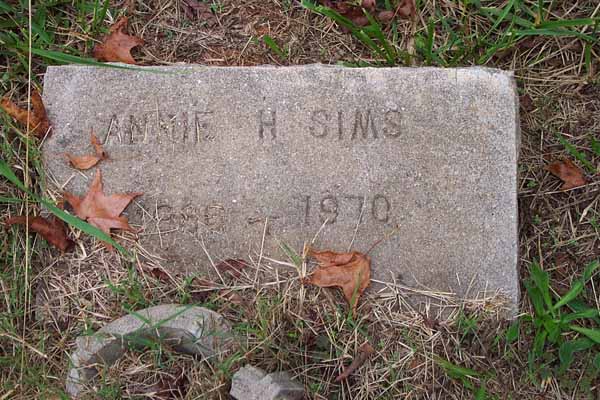 ANNIE H SIMS
– 1970